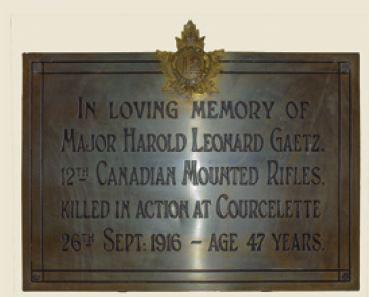 IN LOVING MEMORY OF
MAJOR HAROLD LEONARD GAETZ.
12TH CANADIAN MOUNTED RIFLES.
KILLED IN ACTION AT COURCELETTE
26TH SEPT: 1916 – AGE 47 YEARS.